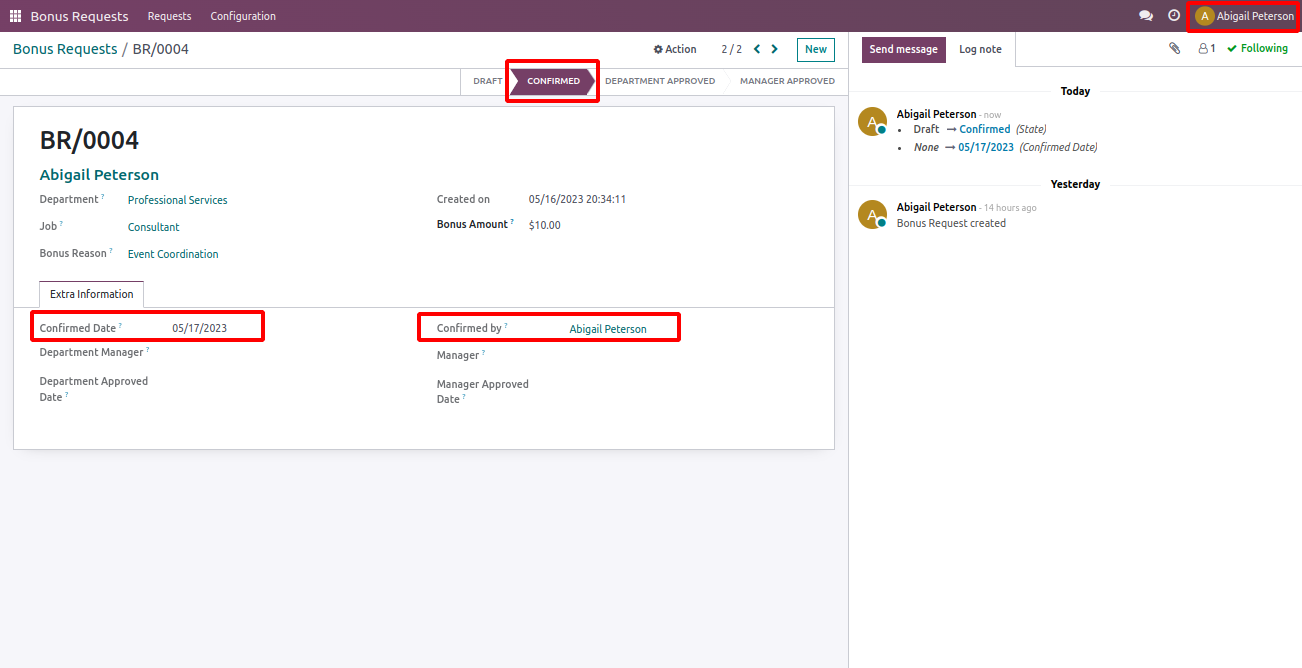 Bonus Requests Requests Configuration A Abigail Peterson
Bonus Requests / BR/0004 Action 2 / 2 New
Send message Log note 1 Following
DRAFT CONFIRMED DEPARTMENT APPROVED MANAGER APPROVED
BR/0004
Abigail Peterson
Department ? Professional Services
Created on 05/16/2023 20:34:11
Job ? Consultant
Bonus Amount ? $10.00
Bonus Reason ? Event Coordination
Extra Information
Confirmed Date ? 05/17/2023
Confirmed by ? Abigail Peterson
Department Manager ?
Manager ?
Department Approved
Date ?
Manager Approved
Date ?
Today
A
Abigail Peterson - now
• Draft → Confirmed (State)
• None → 05/17/2023 (Confirmed Date)
Yesterday
A
Abigail Peterson - 14 hours ago
Bonus Request created